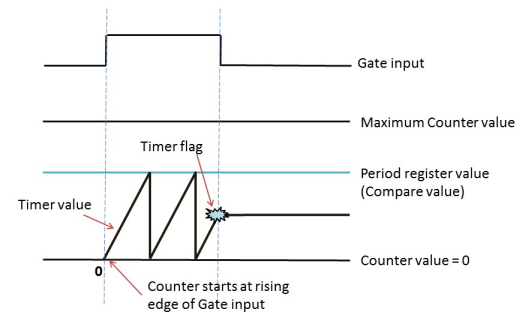 Gate input
Maximum Counter value
Timer flag
Period register value
(Compare value)
Timer value
Counter value = 0
0
Counter starts at rising
edge of Gate input